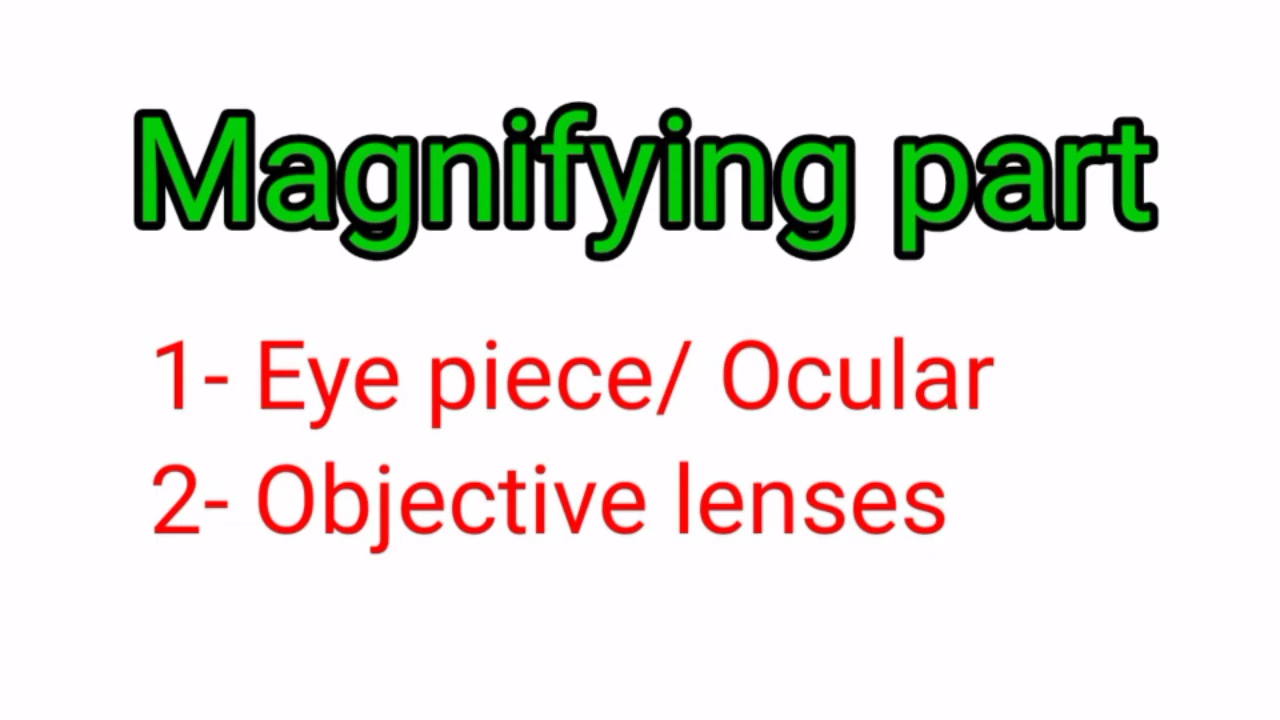 Magnifying part
1- Eye piece/ Ocular
2- Objective lenses